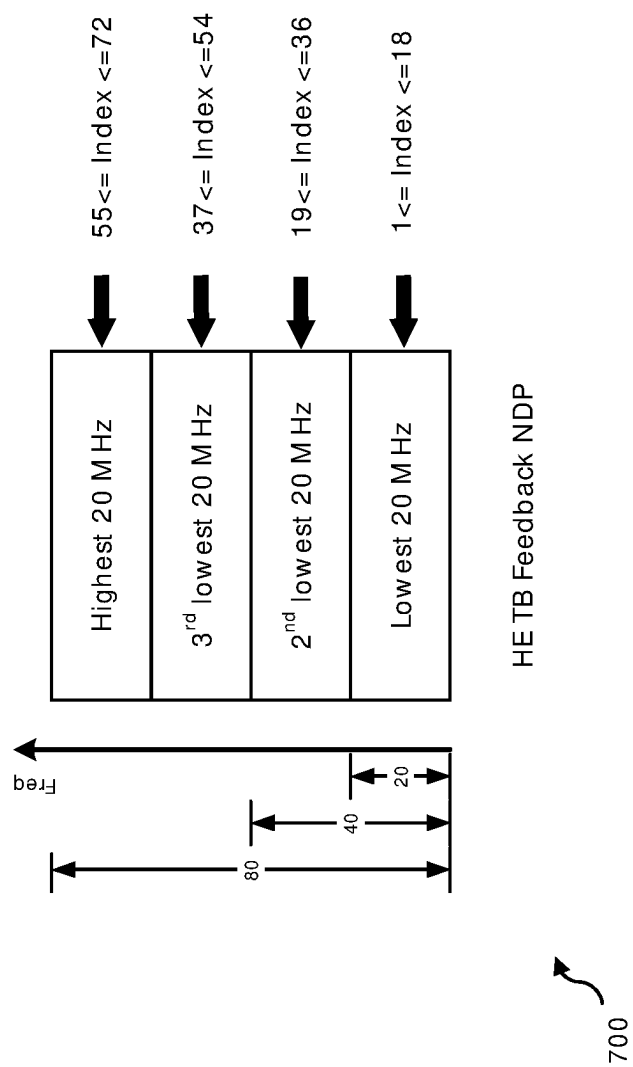 Freq
80
40
20
Highest 20 MHz
3rd lowest 20 MHz
2nd lowest 20 MHz
Lowest 20 MHz
55<= Index <=72
37<= Index <=54
19<= Index <=36
1<= Index <=18
HE TB Feedback NDP
700